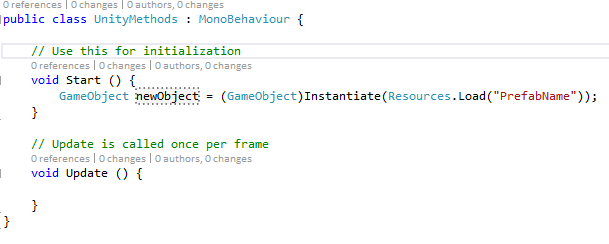 0 references | 0 changes | 0 authors, 0 changes
public class UnityMethods : MonoBehaviour {
// Use this for initialization
0 references | 0 changes | 0 authors, 0 changes
void Start () {
GameObject newObject = (GameObject)Instantiate(Resources.Load("PrefabName"));
}
// Update is called once per frame
0 references | 0 changes | 0 authors, 0 changes
void Update () {
}
}